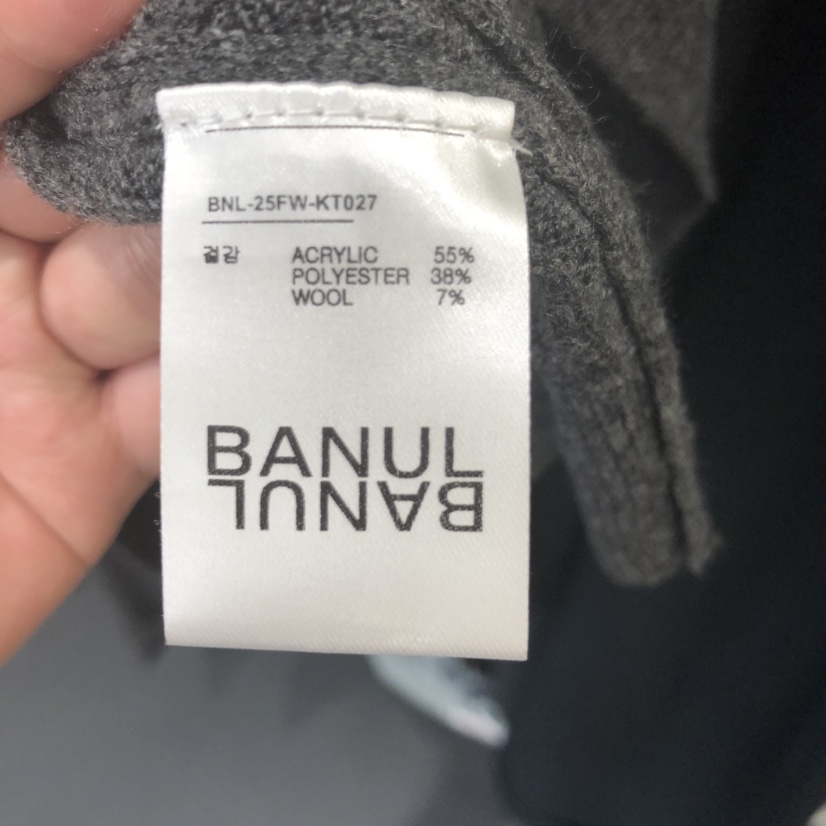 BNL-25FW-KT027
겉감 ACRYLIC 55%
POLYESTER 38%
WOOL 7%
BANUL
BANUL